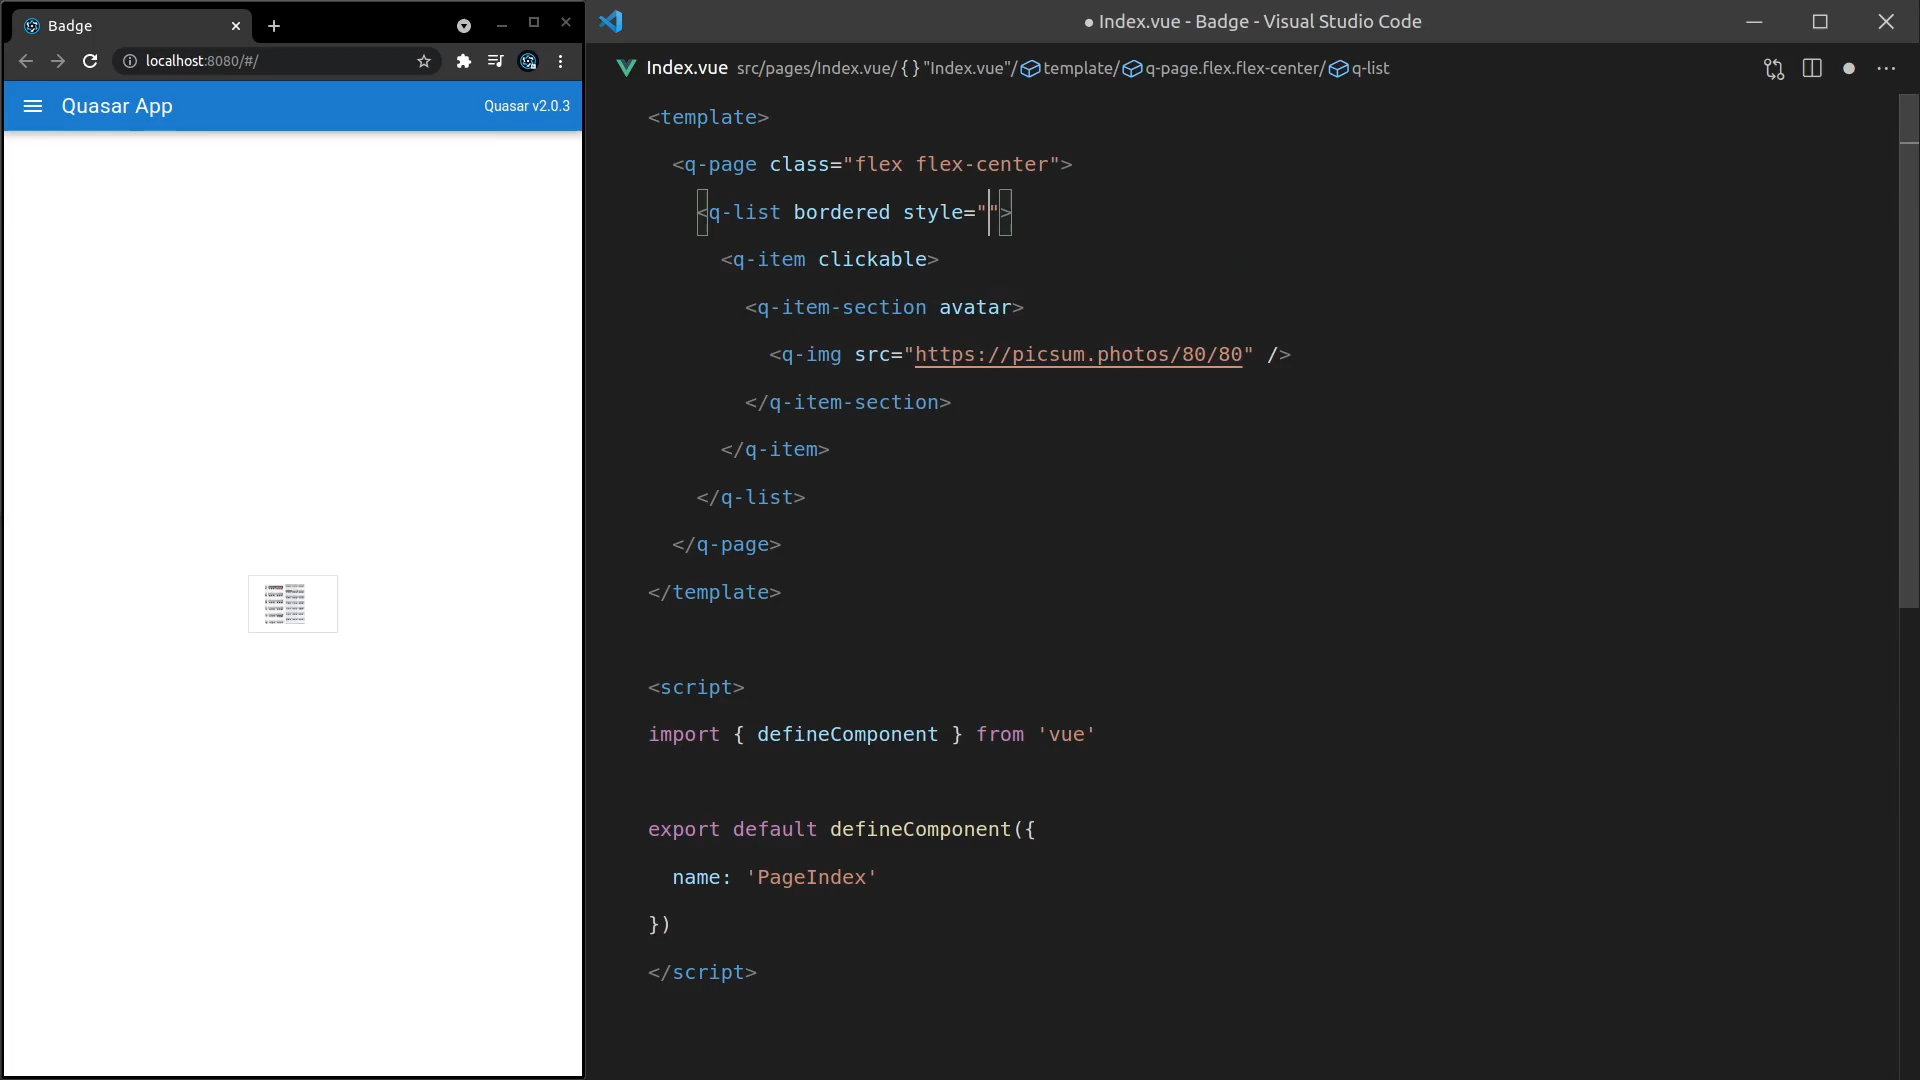 Badge
localhost:8080/#/
Quasar App
Quasar v2.0.3
● Index.vue - Badge - Visual Studio Code
Index.vue src/pages/Index.vue/ {} "Index.vue"/ template/ q-page.flex.flex-center/ q-list
<template>
<q-page class="flex flex-center">
<q-list bordered style="">
<q-item clickable>
<q-item-section avatar>
<q-img src="https://picsum.photos/80/80" />
</q-item-section>
</q-item>
</q-list>
</q-page>
</template>
<script>
import { defineComponent } from 'vue'
export default defineComponent({
name: 'PageIndex'
})
</script>